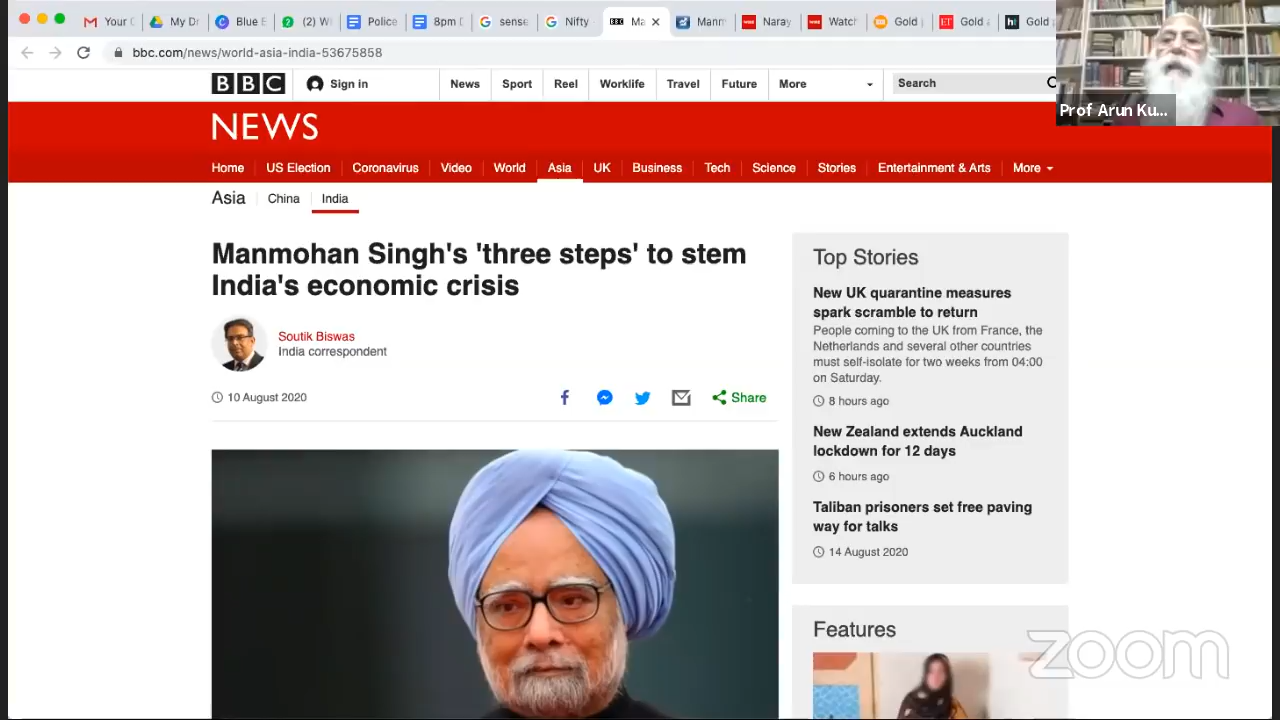 Your
My Dr
Blue E
(2) W
Police
8pm
sense
Nifty
BBC Ma
Manm
Naray
Watch
Gold
ET Gold a
ht Gold
bbc.com/news/world-asia-india-53675858
BBC Sign in News Sport Reel Worklife Travel Future More Search
Prof Arun Ku...
NEWS
Home US Election Coronavirus Video World Asia UK Business Tech Science Stories Entertainment & Arts More
Asia China India
Manmohan Singh's 'three steps' to stem
India's economic crisis
Soutik Biswas
India correspondent
10 August 2020
Share
Top Stories
New UK quarantine measures
spark scramble to return
People coming to the UK from France, the
Netherlands and several other countries
must self-isolate for two weeks from 04:00
on Saturday.
8 hours ago
New Zealand extends Auckland
lockdown for 12 days
6 hours ago
Taliban prisoners set free paving
way for talks
14 August 2020
Features
zoom